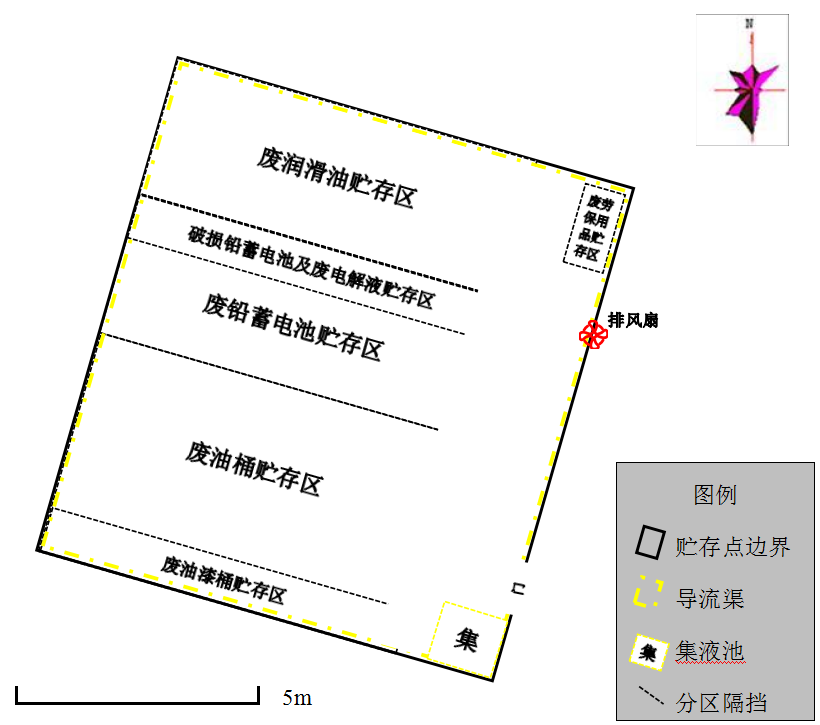 N
废润滑油贮存区
废劳
保用
品贮
存区
破损铅蓄电池及废电解液贮存区
废铅蓄电池贮存区
排风扇
废油桶贮存区
废油漆桶贮存区
口
集
5m
图例
贮存点边界
导流渠
集
集液池
分区隔挡